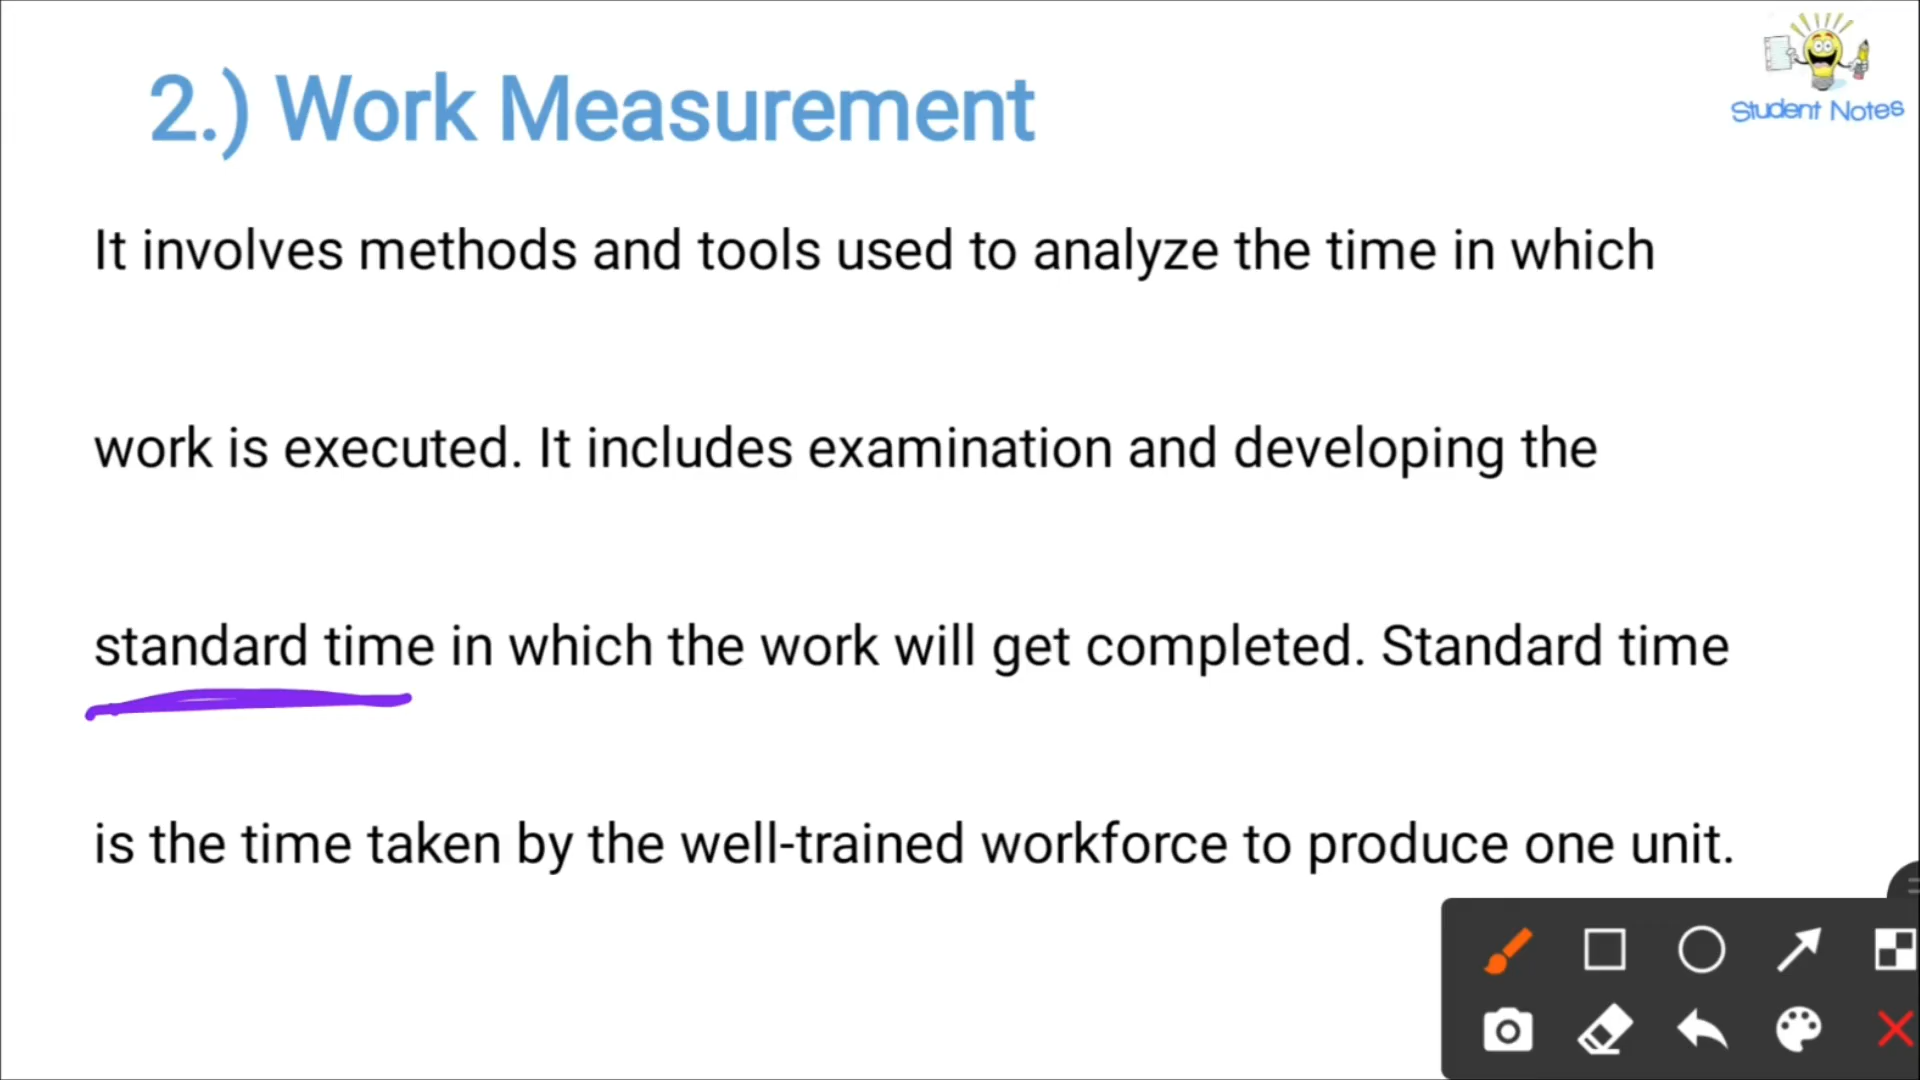 Student Notes
2.) Work Measurement
It involves methods and tools used to analyze the time in which
work is executed. It includes examination and developing the
standard time in which the work will get completed. Standard time
is the time taken by the well-trained workforce to produce one unit.